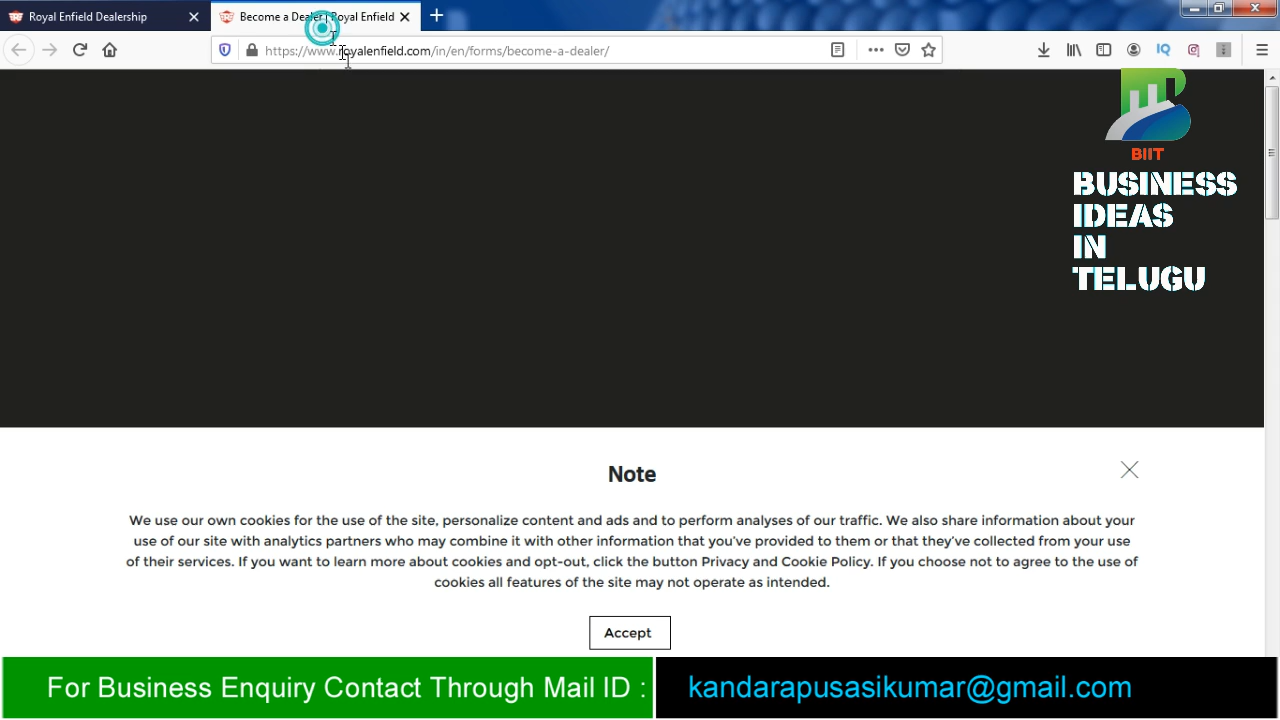 Royal Enfield Dealership
Become a Dealer | Royal Enfield
https://www.royalenfield.com/in/en/forms/become-a-dealer/
IQ
BIIT
BUSINESS
IDEAS
IN
TELUGU
Note
We use our own cookies for the use of the site, personalize content and ads and to perform analyses of our traffic. We also share information about your
use of our site with analytics partners who may combine it with other information that you've provided to them or that they've collected from your use
of their services. If you want to learn more about cookies and opt-out, click the button Privacy and Cookie Policy. If you choose not to agree to the use of
cookies all features of the site may not operate as intended.
Accept
For Business Enquiry Contact Through Mail ID : kandarapusasikumar@gmail.com